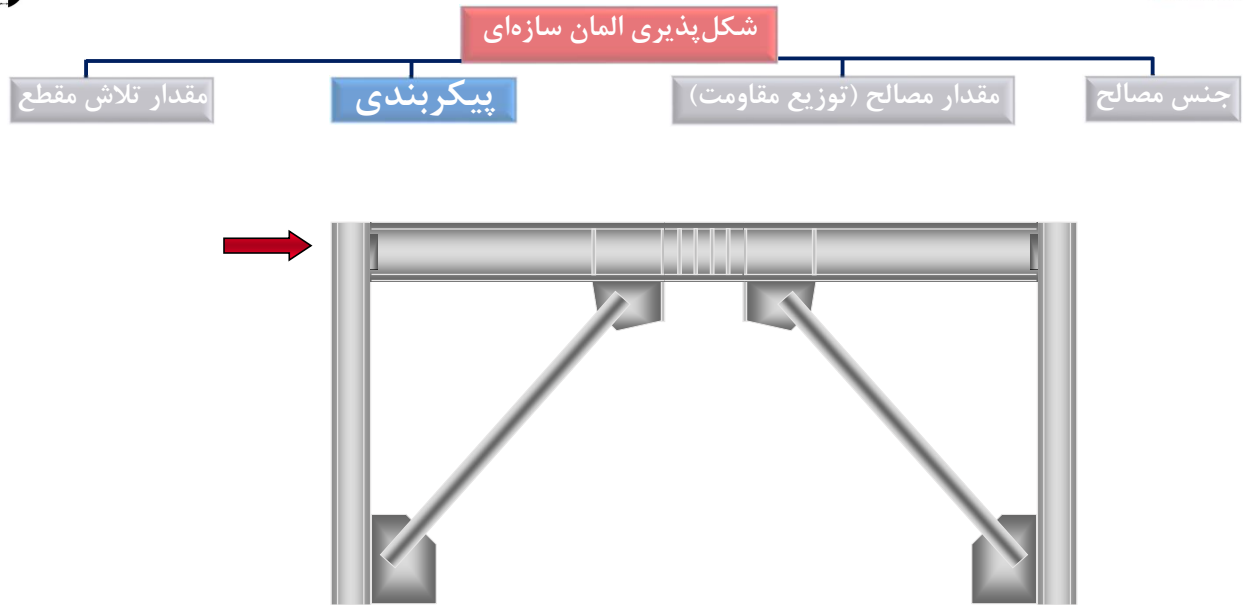 شکل‌پذیری المان سازه‌ای
جنس مصالح
مقدار مصالح (توزیع مقاومت)
پیکربندی
مقدار تلاش مقطع